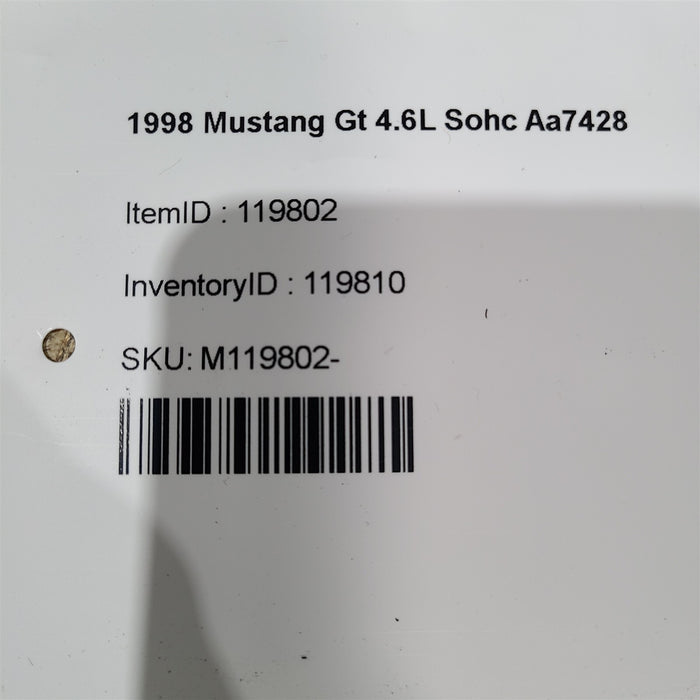 1998 Mustang Gt 4.6L Sohc Aa7428
ItemID : 119802
InventoryID : 119810
SKU: M119802-